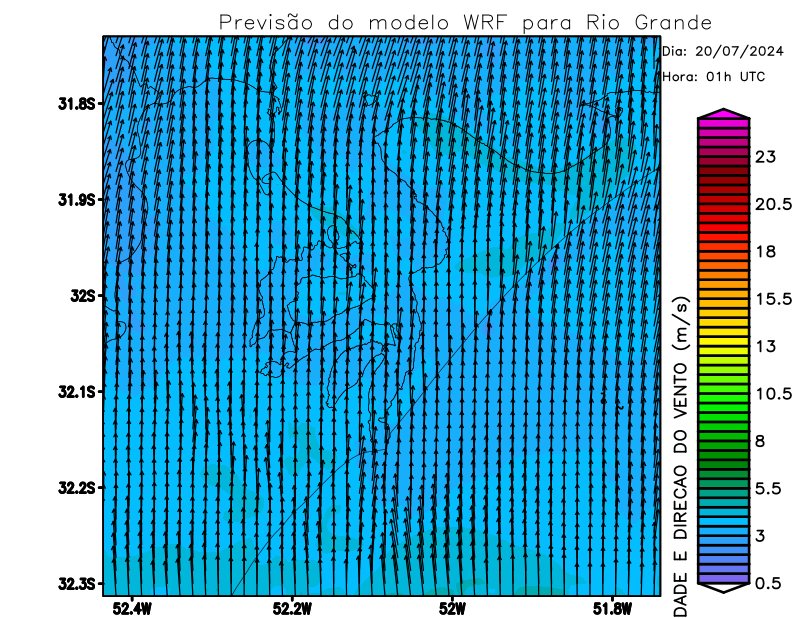 Previsão do modelo WRF para Rio Grande
Dia: 20/07/2024
Hora: 01h UTC
31.8S
31.9S
32S
32.1S
32.2S
32.3S
52.4W
52.2W
52W
51.8W
23
20.5
18
15.5
13
10.5
8
5.5
3
0.5
DADE E DIRECAO DO VENTO (m/s)